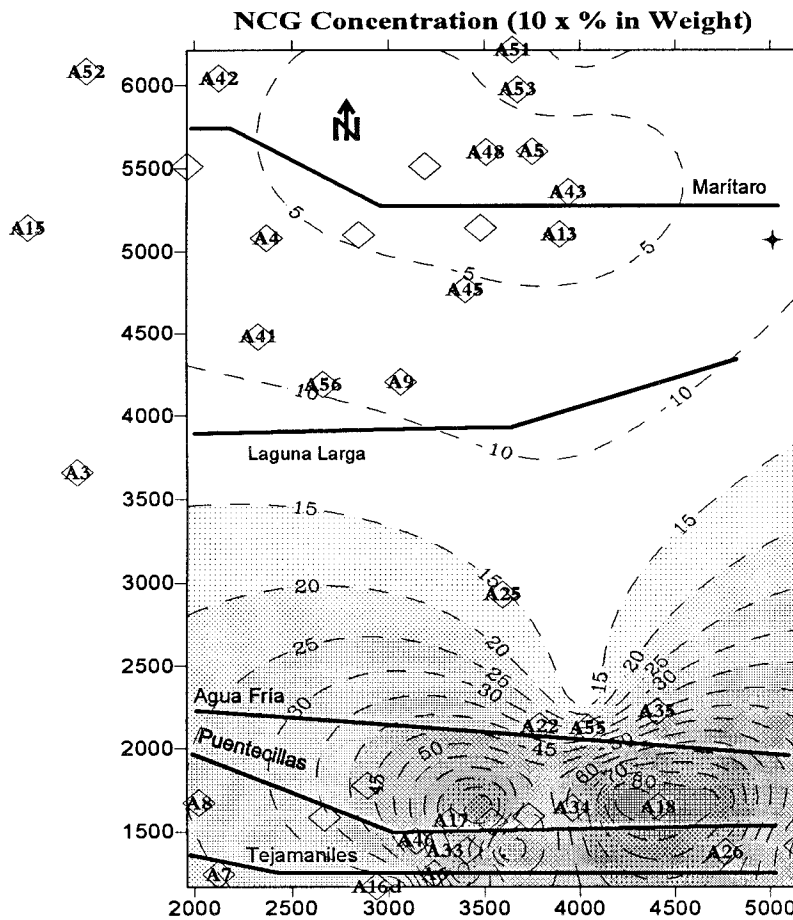 NCG Concentration (10 x % in Weight)
A51
A52
A42
A53
6000
N
A48
A5
5500
A43
Marítaro
5
A15
A4
A13
5
5000
5
A45
4500
A41
A56
A9
10
10
4000
10
Laguna Larga
A3
3500
15
15
3000
15
A25
20
20
20
25
25
25
2500
30
30
30
15
Agua Fría
A35
A22
A55
Puentecillas
45
50
2000
60
70
80
45
A8
A17
A34
A18
1500
A46
A33
A26
Tejamaniles
A7
A16d
2000
2500
3000
3500
4000
4500
5000